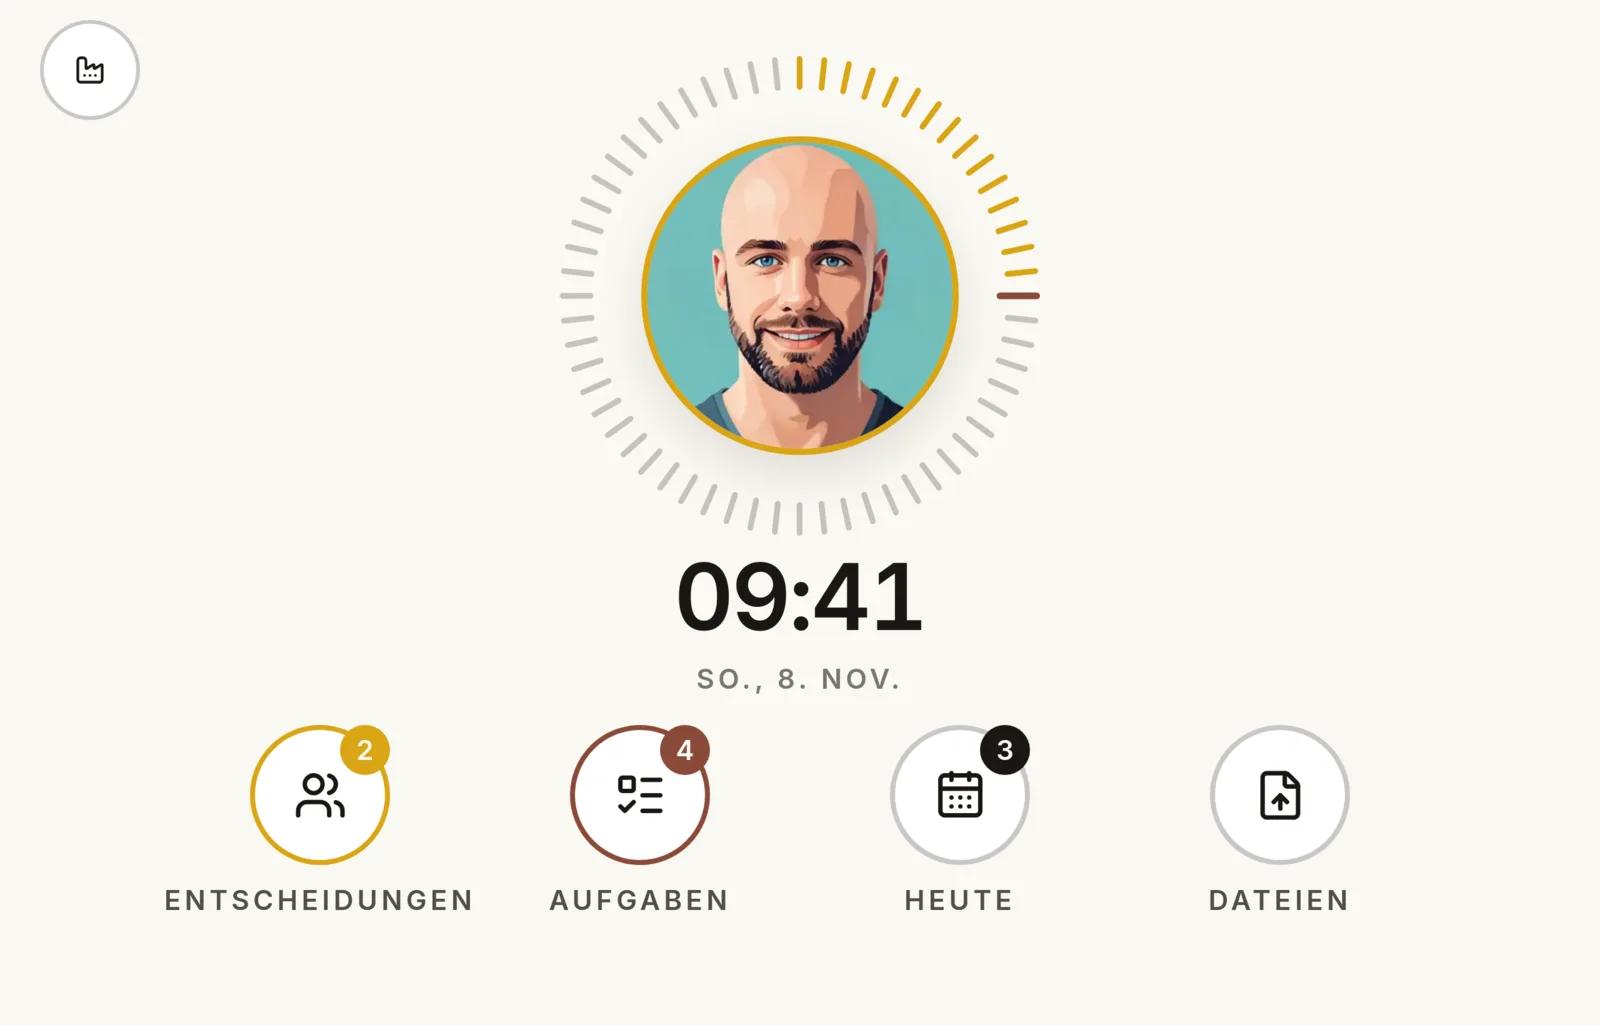 09:41
SO., 8. NOV.
2
4
3
ENTSCHEIDUNGEN
AUFGABEN
HEUTE
DATEIEN